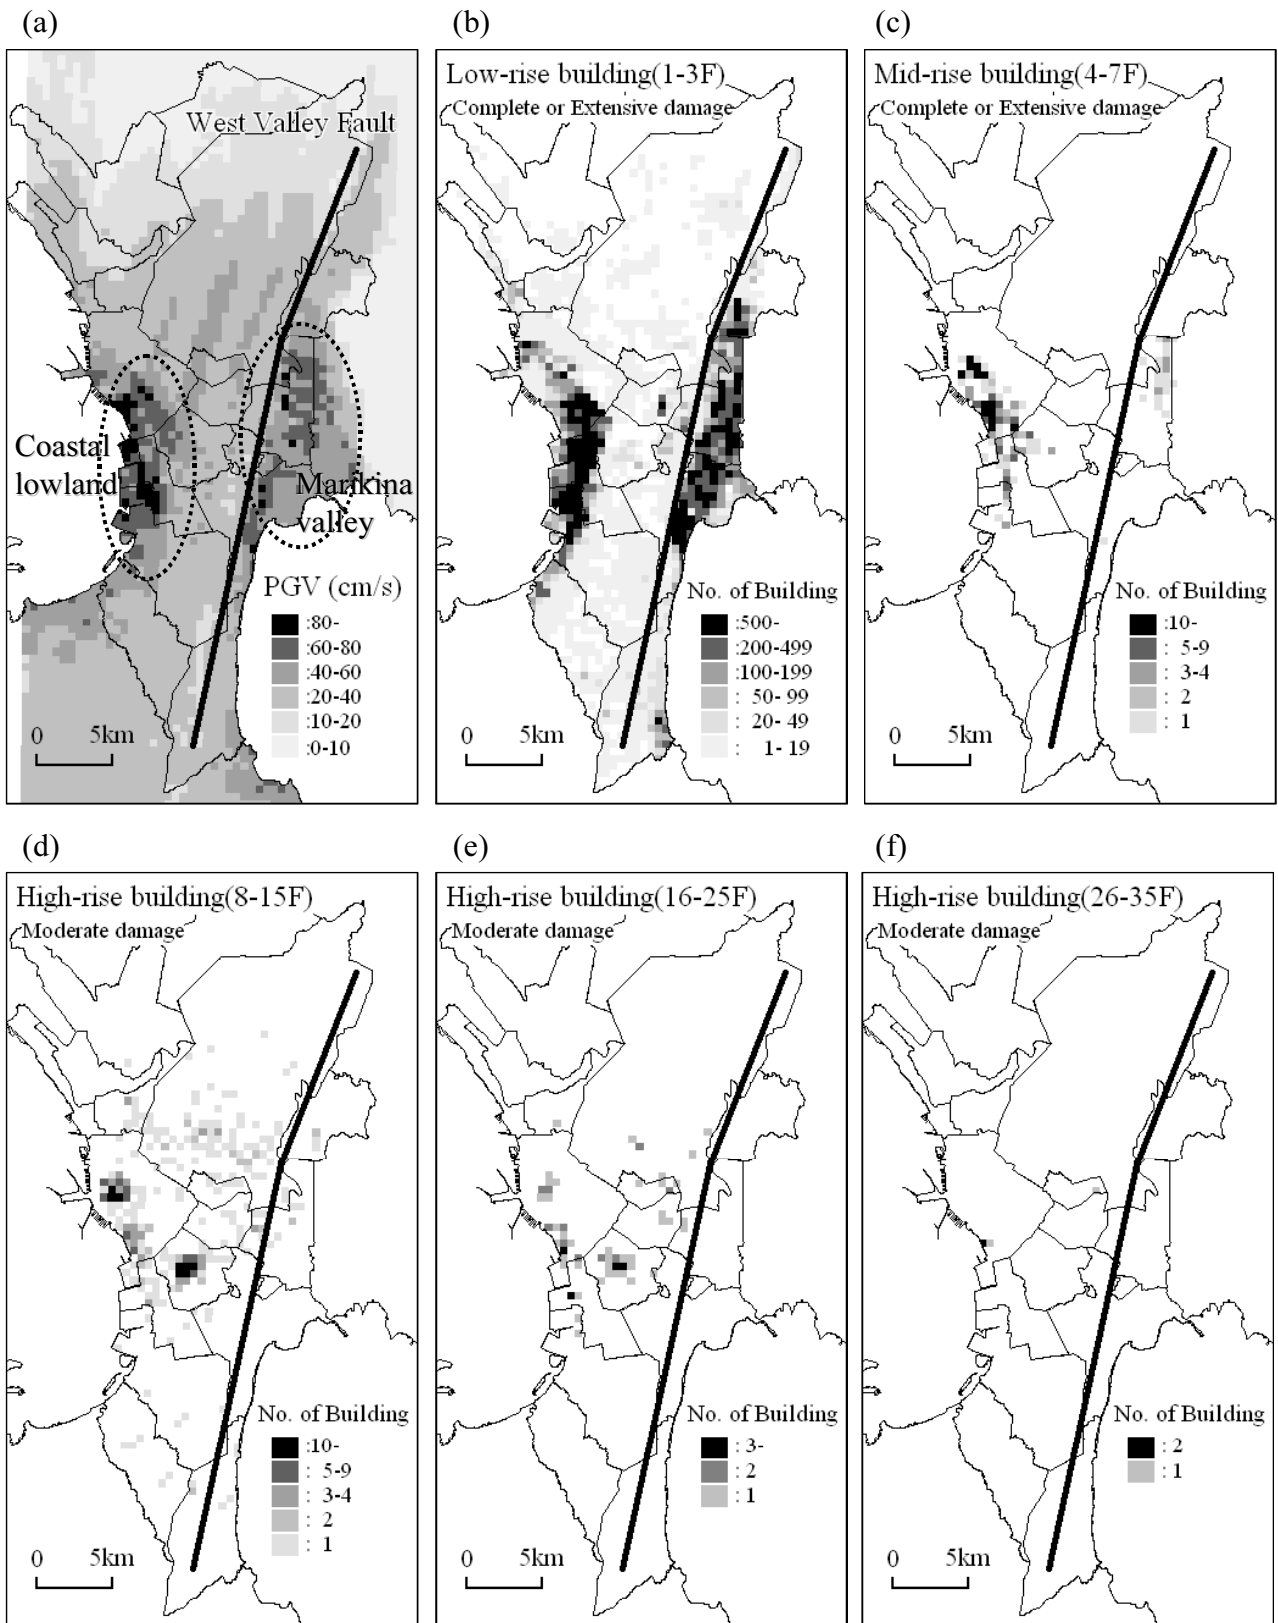 (a)
(b)
(c)
West Valley Fault
Coastal
lowland
Marikina
valley
PGV (cm/s)
:80-
:60-80
:40-60
:20-40
:10-20
:0-10
0 5km
Low-rise building(1-3F)
Complete or Extensive damage
No. of Building
:500-
:200-499
:100-199
: 50- 99
: 20- 49
: 1- 19
0 5km
Mid-rise building(4-7F)
Complete or Extensive damage
No. of Building
:10-
: 5-9
: 3-4
: 2
: 1
0 5km
(d)
(e)
(f)
High-rise building(8-15F)
Moderate damage
No. of Building
:10-
: 5-9
: 3-4
: 2
: 1
0 5km
High-rise building(16-25F)
Moderate damage
No. of Building
: 3-
: 2
: 1
0 5km
High-rise building(26-35F)
Moderate damage
No. of Building
: 2
: 1
0 5km